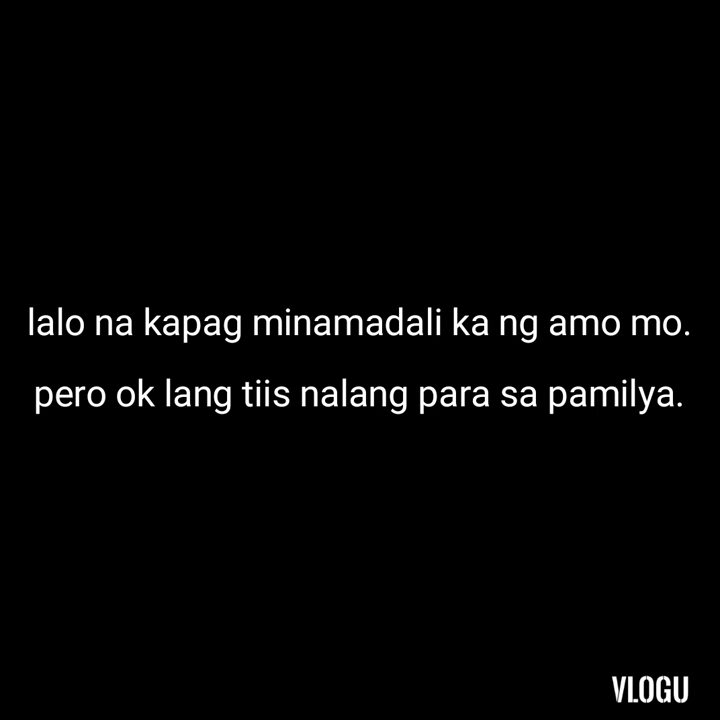 lalo na kapag minamadali ka ng amo mo.
pero ok lang tiis nalang para sa pamilya.
VLOGU